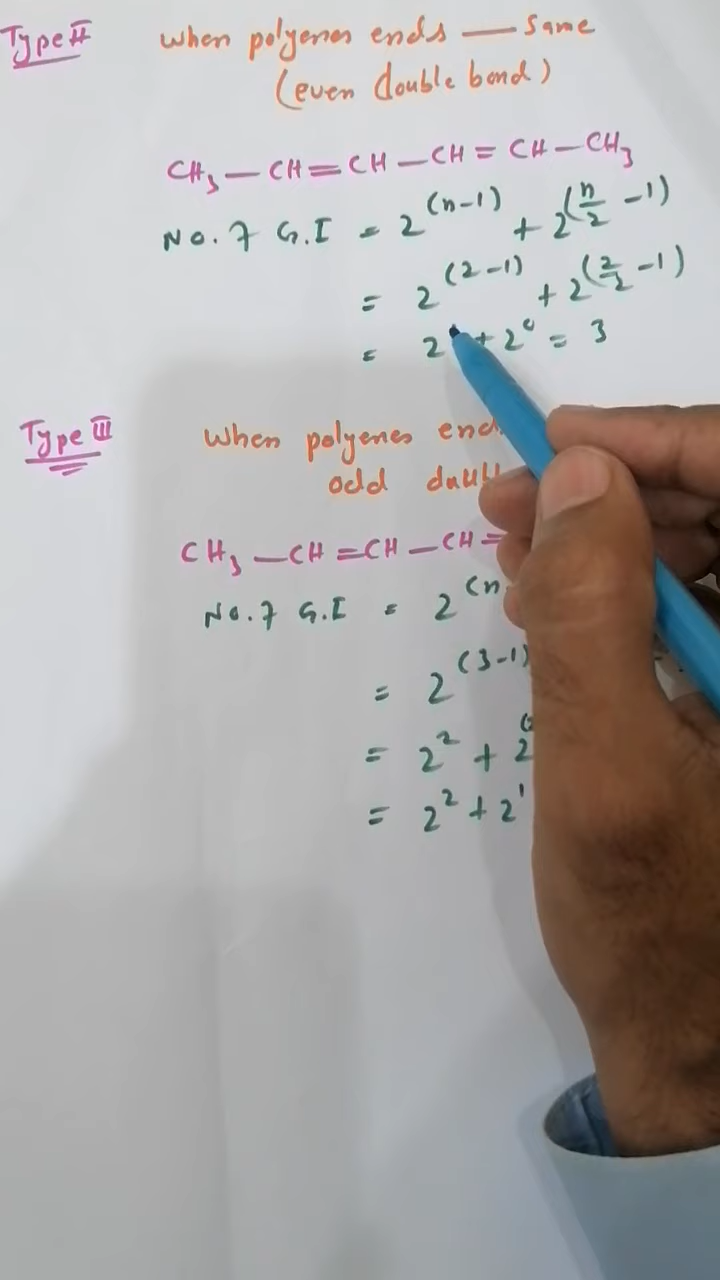 Type II When polyenes ends — Same
(even double bond)
CH₃ — CH = CH — CH = CH — CH₃
No. of G.I = 2^(n-1) + 2^(n/2 - 1)
= 2^(2-1) + 2^(2/2 - 1)
= 2 + 2^0 = 3
Type III When polyenes
odd
CH₃ — CH = CH — CH =
No. of G.I = 2^(n
= 2^(3-1)
= 2^2 + 2
= 2^2 + 2^1